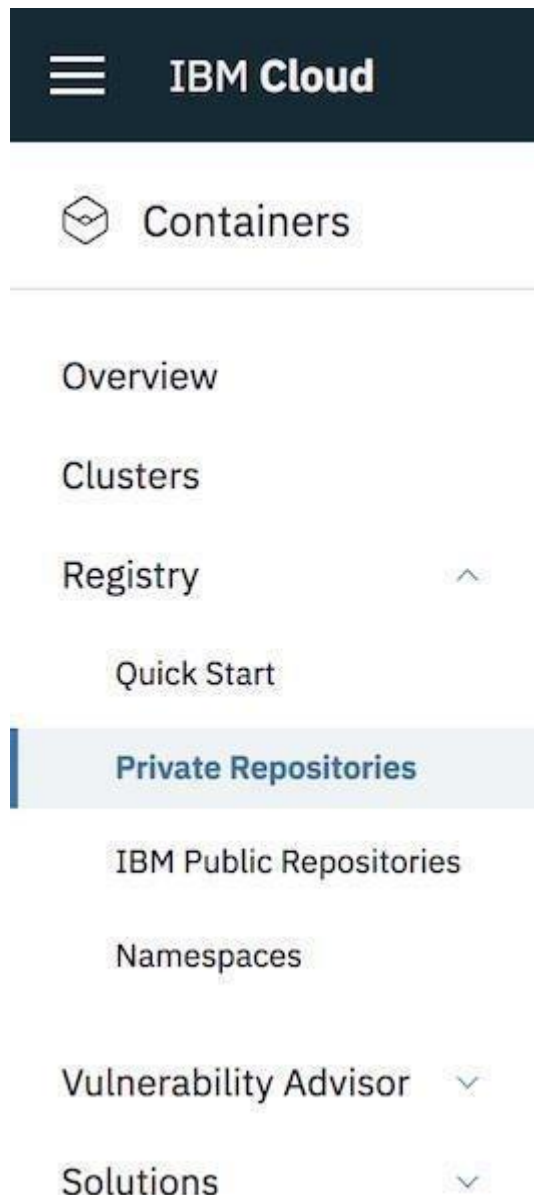 IBM Cloud
Containers
Overview
Clusters
Registry
Quick Start
Private Repositories
IBM Public Repositories
Namespaces
Vulnerability Advisor
Solutions